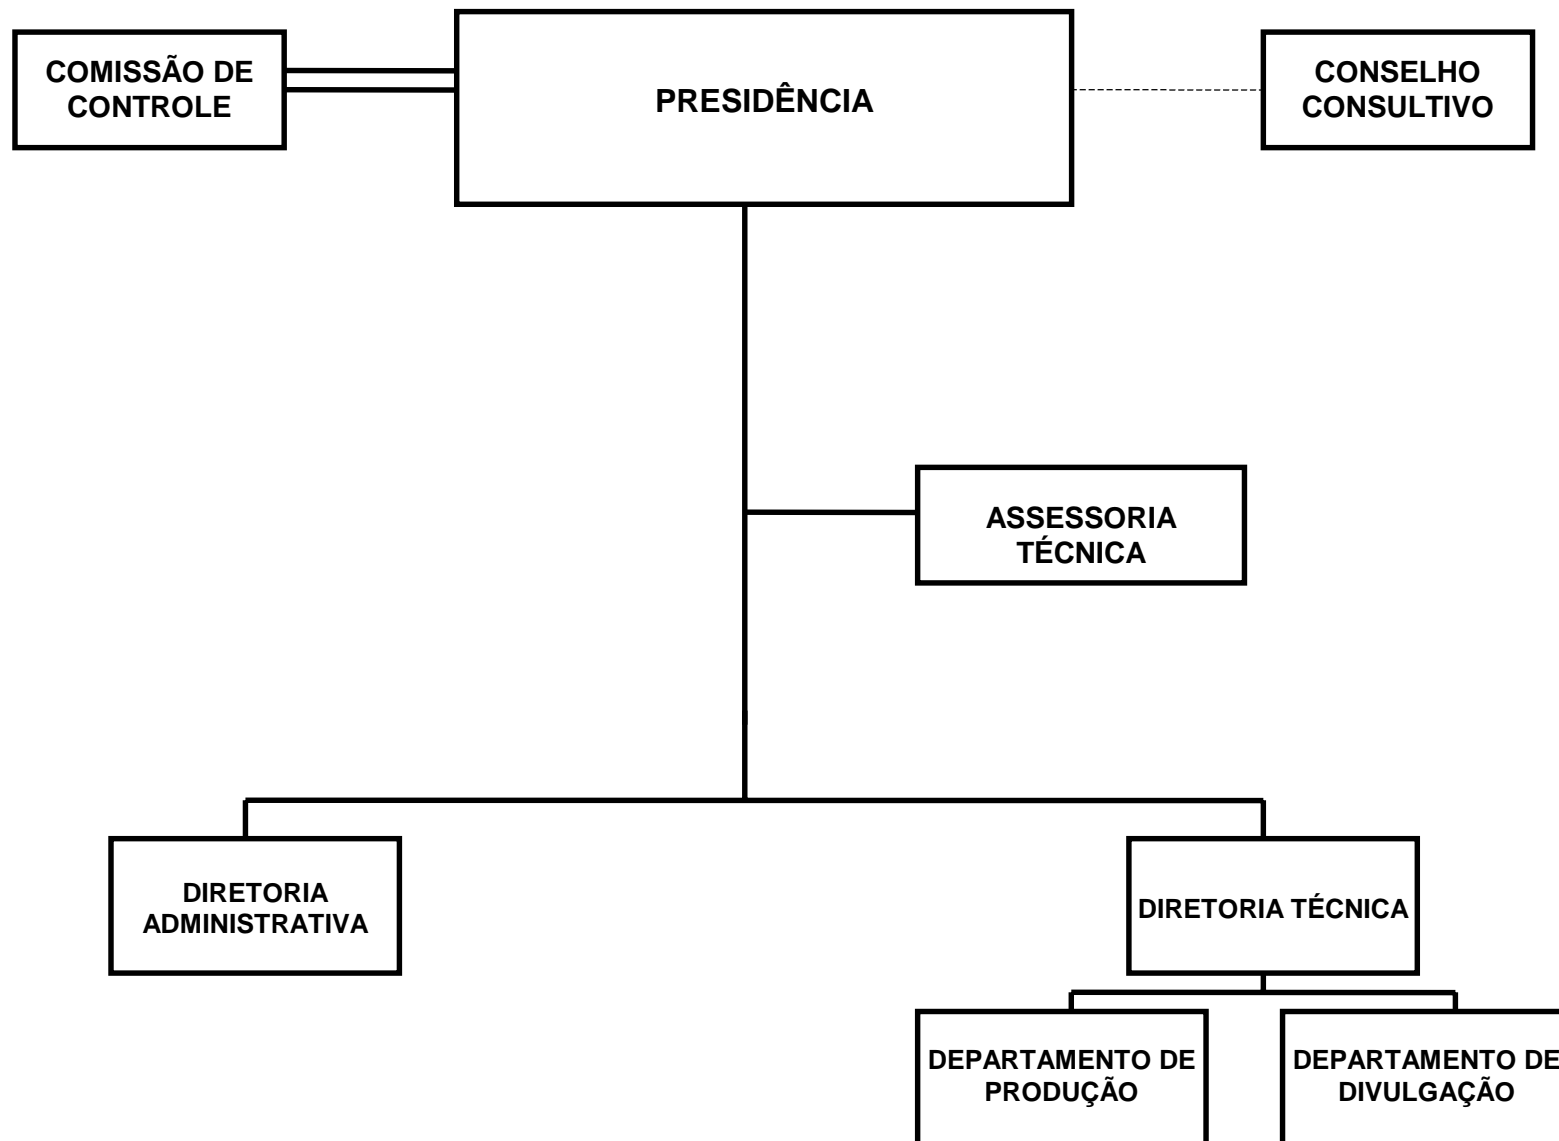 COMISSÃO DE
CONTROLE
PRESIDÊNCIA
CONSELHO
CONSULTIVO
ASSESSORIA
TÉCNICA
DIRETORIA
ADMINISTRATIVA
DIRETORIA TÉCNICA
DEPARTAMENTO DE
PRODUÇÃO
DEPARTAMENTO DE
DIVULGAÇÃO